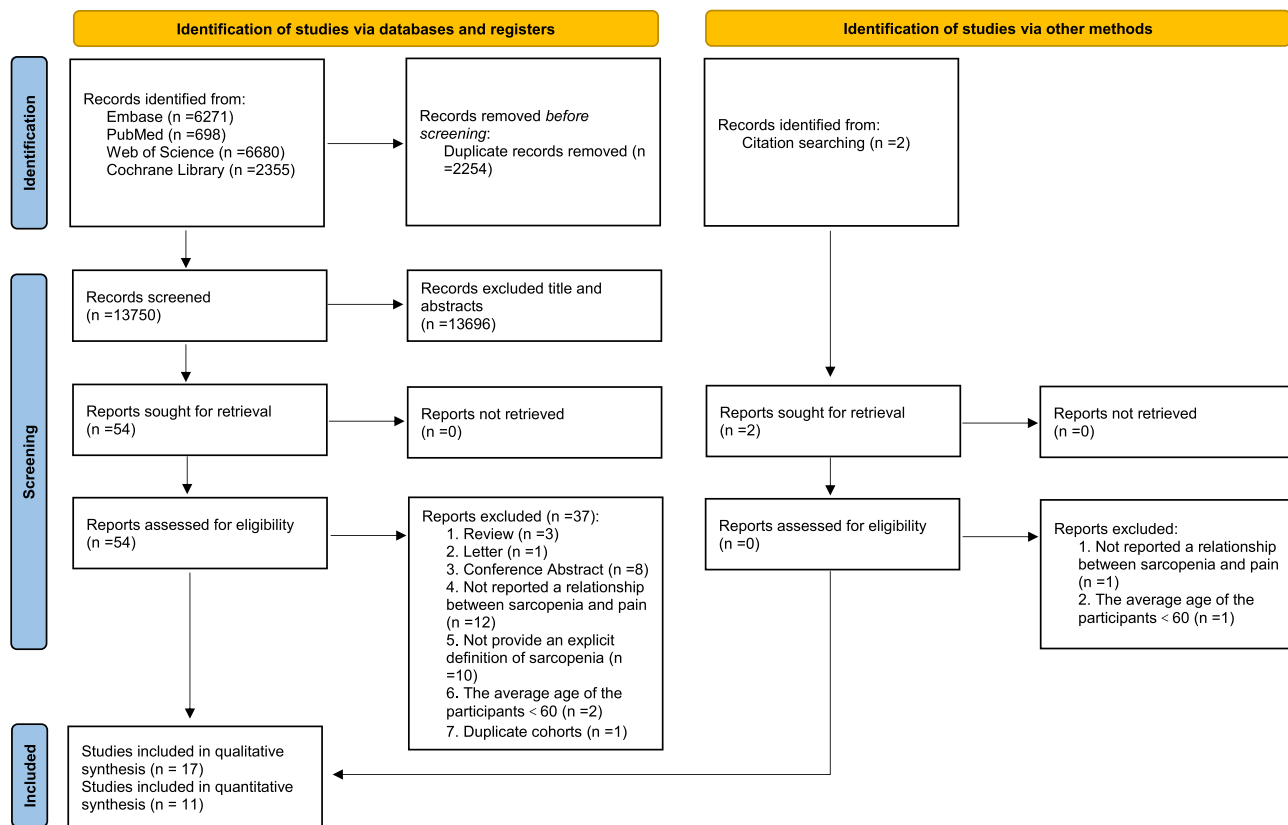 Identification of studies via databases and registers
Identification of studies via other methods
Identification
Records identified from:
Embase (n =6271)
PubMed (n =698)
Web of Science (n =6680)
Cochrane Library (n =2355)
Records removed before
screening:
Duplicate records removed (n
=2254)
Records identified from:
Citation searching (n =2)
Screening
Records screened
(n =13750)
Records excluded title and
abstracts
(n =13696)
Reports sought for retrieval
(n =54)
Reports not retrieved
(n =0)
Reports sought for retrieval
(n =2)
Reports not retrieved
(n =0)
Reports assessed for eligibility
(n =54)
Reports excluded (n =37):
1. Review (n =3)
2. Letter (n =1)
3. Conference Abstract (n =8)
4. Not reported a relationship
between sarcopenia and pain
(n =12)
5. Not provide an explicit
definition of sarcopenia (n
=10)
6. The average age of the
participants < 60 (n =2)
7. Duplicate cohorts (n =1)
Reports assessed for eligibility
(n =0)
Reports excluded:
1. Not reported a relationship
between sarcopenia and pain
(n =1)
2. The average age of the
participants < 60 (n =1)
Included
Studies included in qualitative
synthesis (n = 17)
Studies included in quantitative
synthesis (n = 11)